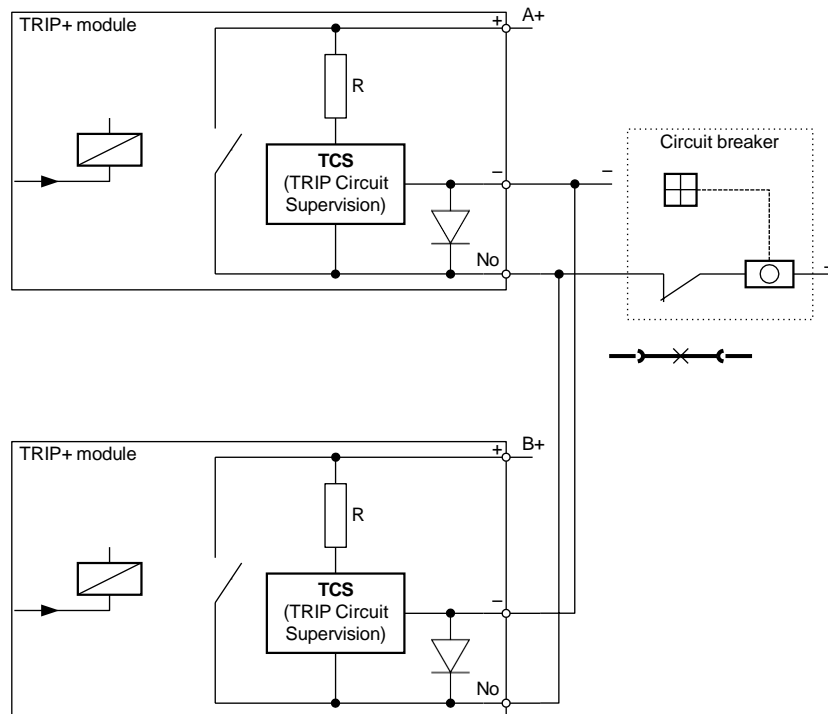 TRIP+ module
+
A+
R
TCS
(TRIP Circuit
Supervision)
–
–
No
Circuit breaker
–
TRIP+ module
+
B+
R
TCS
(TRIP Circuit
Supervision)
–
No